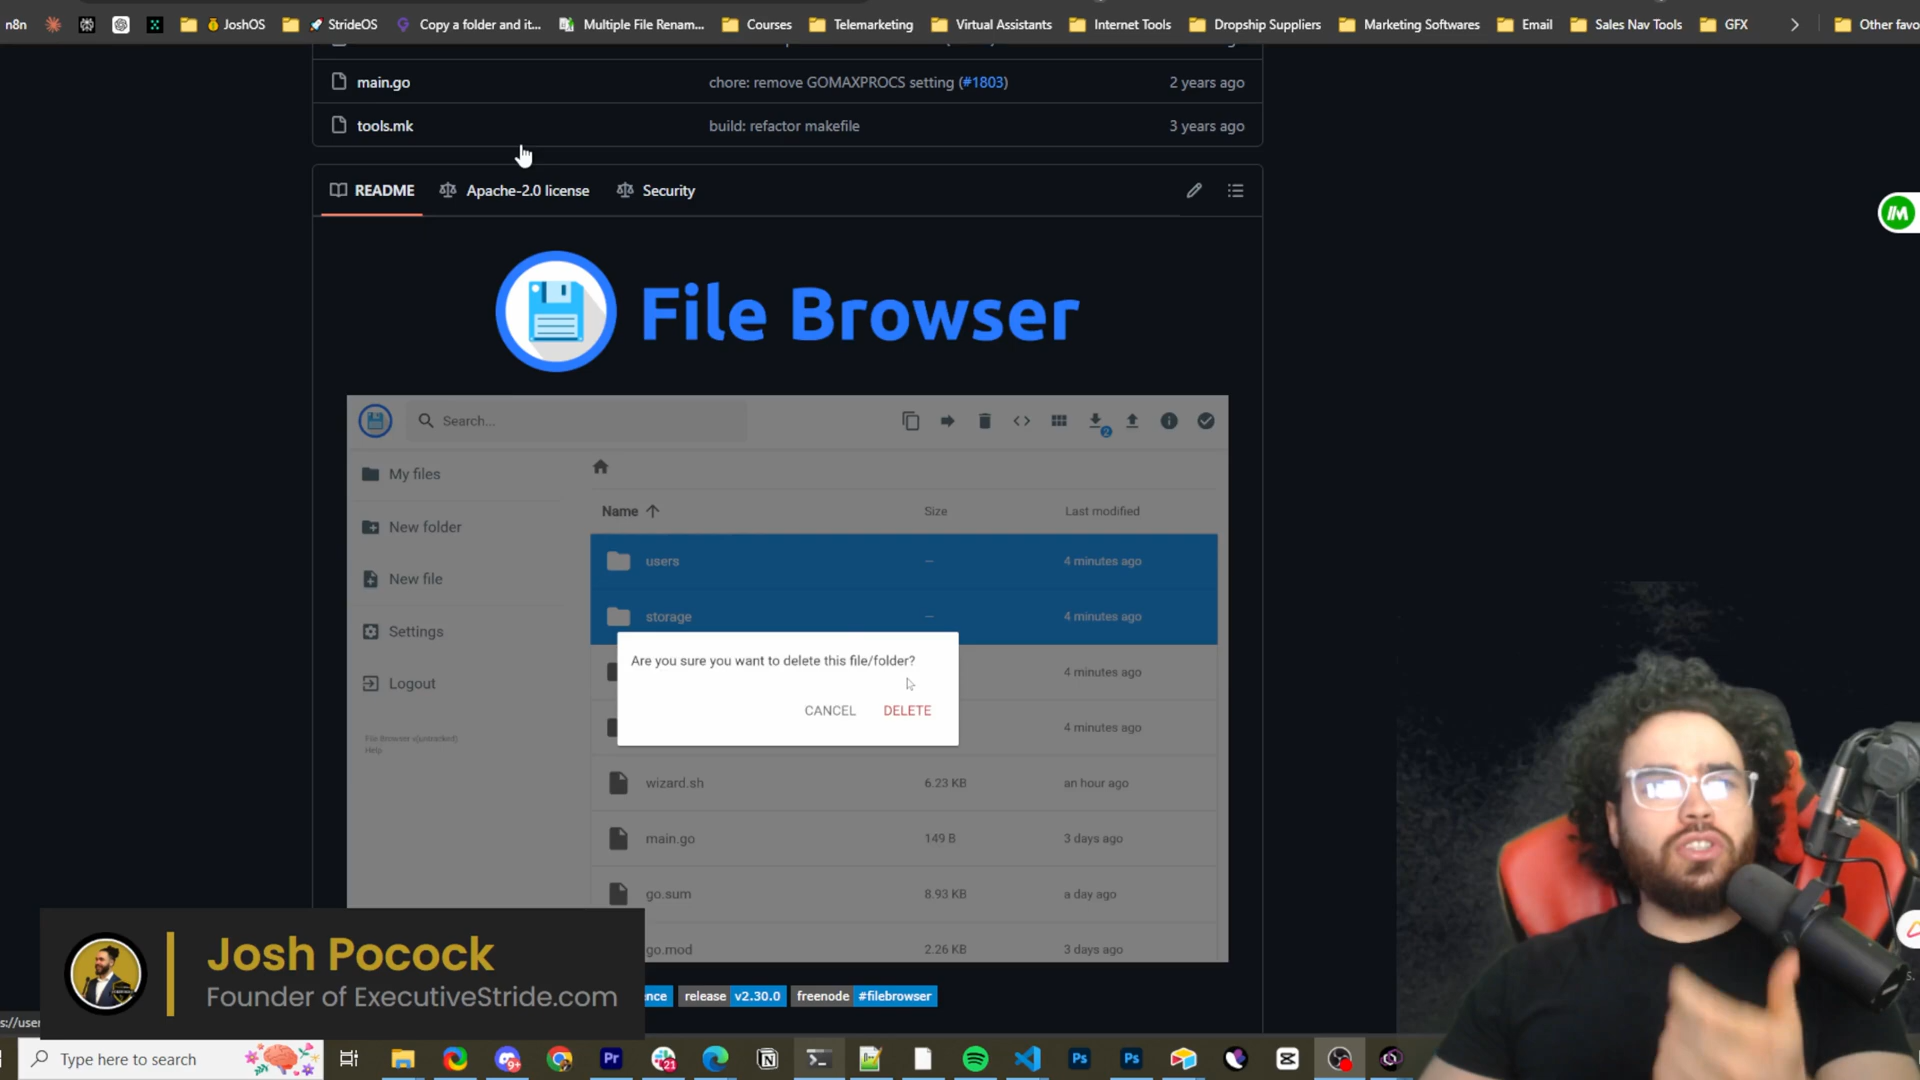 n8n JoshOS StrideOS Copy a folder and it... Multiple File Renam... Courses Telemarketing Virtual Assistants Internet Tools Dropship Suppliers Marketing Softwares Email Sales Nav Tools GFX Other favo
main.go chore: remove GOMAXPROCS setting (#1803) 2 years ago
tools.mk build: refactor makefile 3 years ago
README Apache-2.0 license Security
File Browser
Search... 2
My files
Name Size Last modified
New folder
users — 4 minutes ago
New file
storage — 4 minutes ago
Settings
Are you sure you want to delete this file/folder?
4 minutes ago
Logout
CANCEL DELETE
4 minutes ago
Help
wizard.sh 6.23 KB an hour ago
main.go 149 B 3 days ago
go.sum 8.93 KB a day ago
go.mod 2.26 KB 3 days ago
Josh Pocock
Founder of ExecutiveStride.com
ence release v2.30.0 freenode #filebrowser
s://user
Type here to search